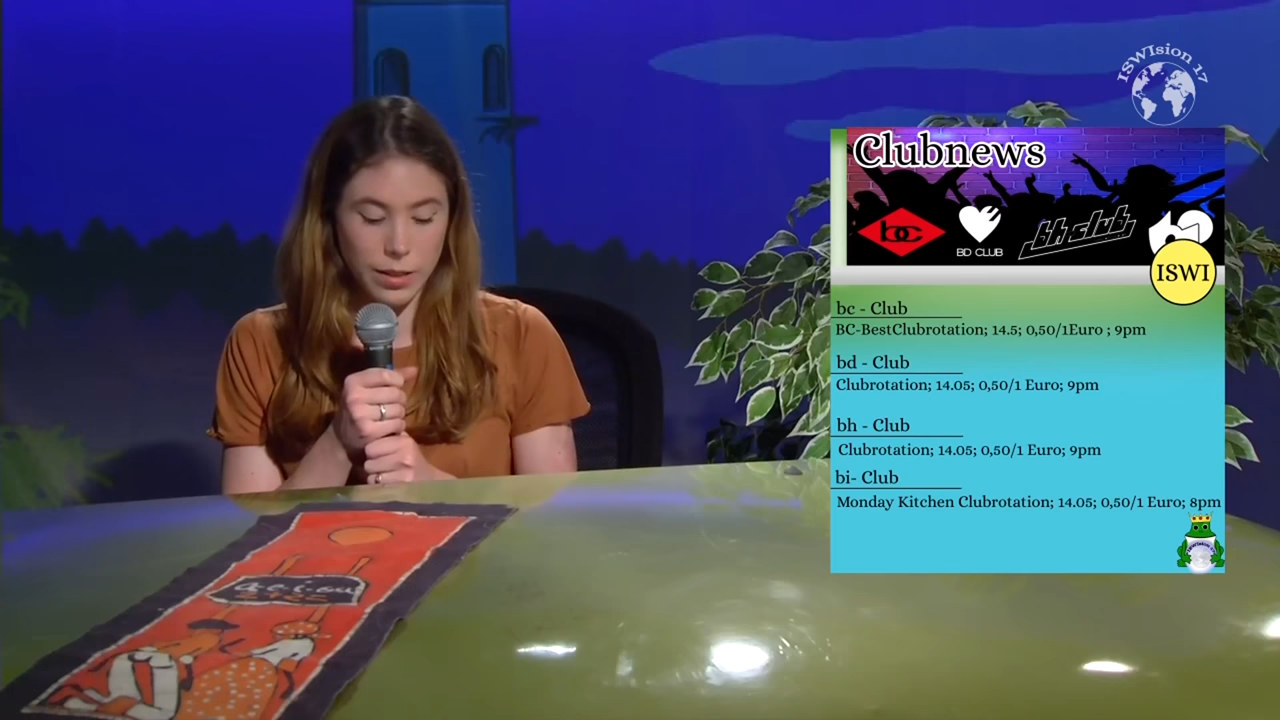 ISWIsion 17
Clubnews
bc
BD CLUB
bh club
ISWI
bc - Club
BC-BestClubrotation; 14.5; 0,50/1Euro ; 9pm
bd - Club
Clubrotation; 14.05; 0,50/1 Euro; 9pm
bh - Club
Clubrotation; 14.05; 0,50/1 Euro; 9pm
bi- Club
Monday Kitchen Clubrotation; 14.05; 0,50/1 Euro; 8pm